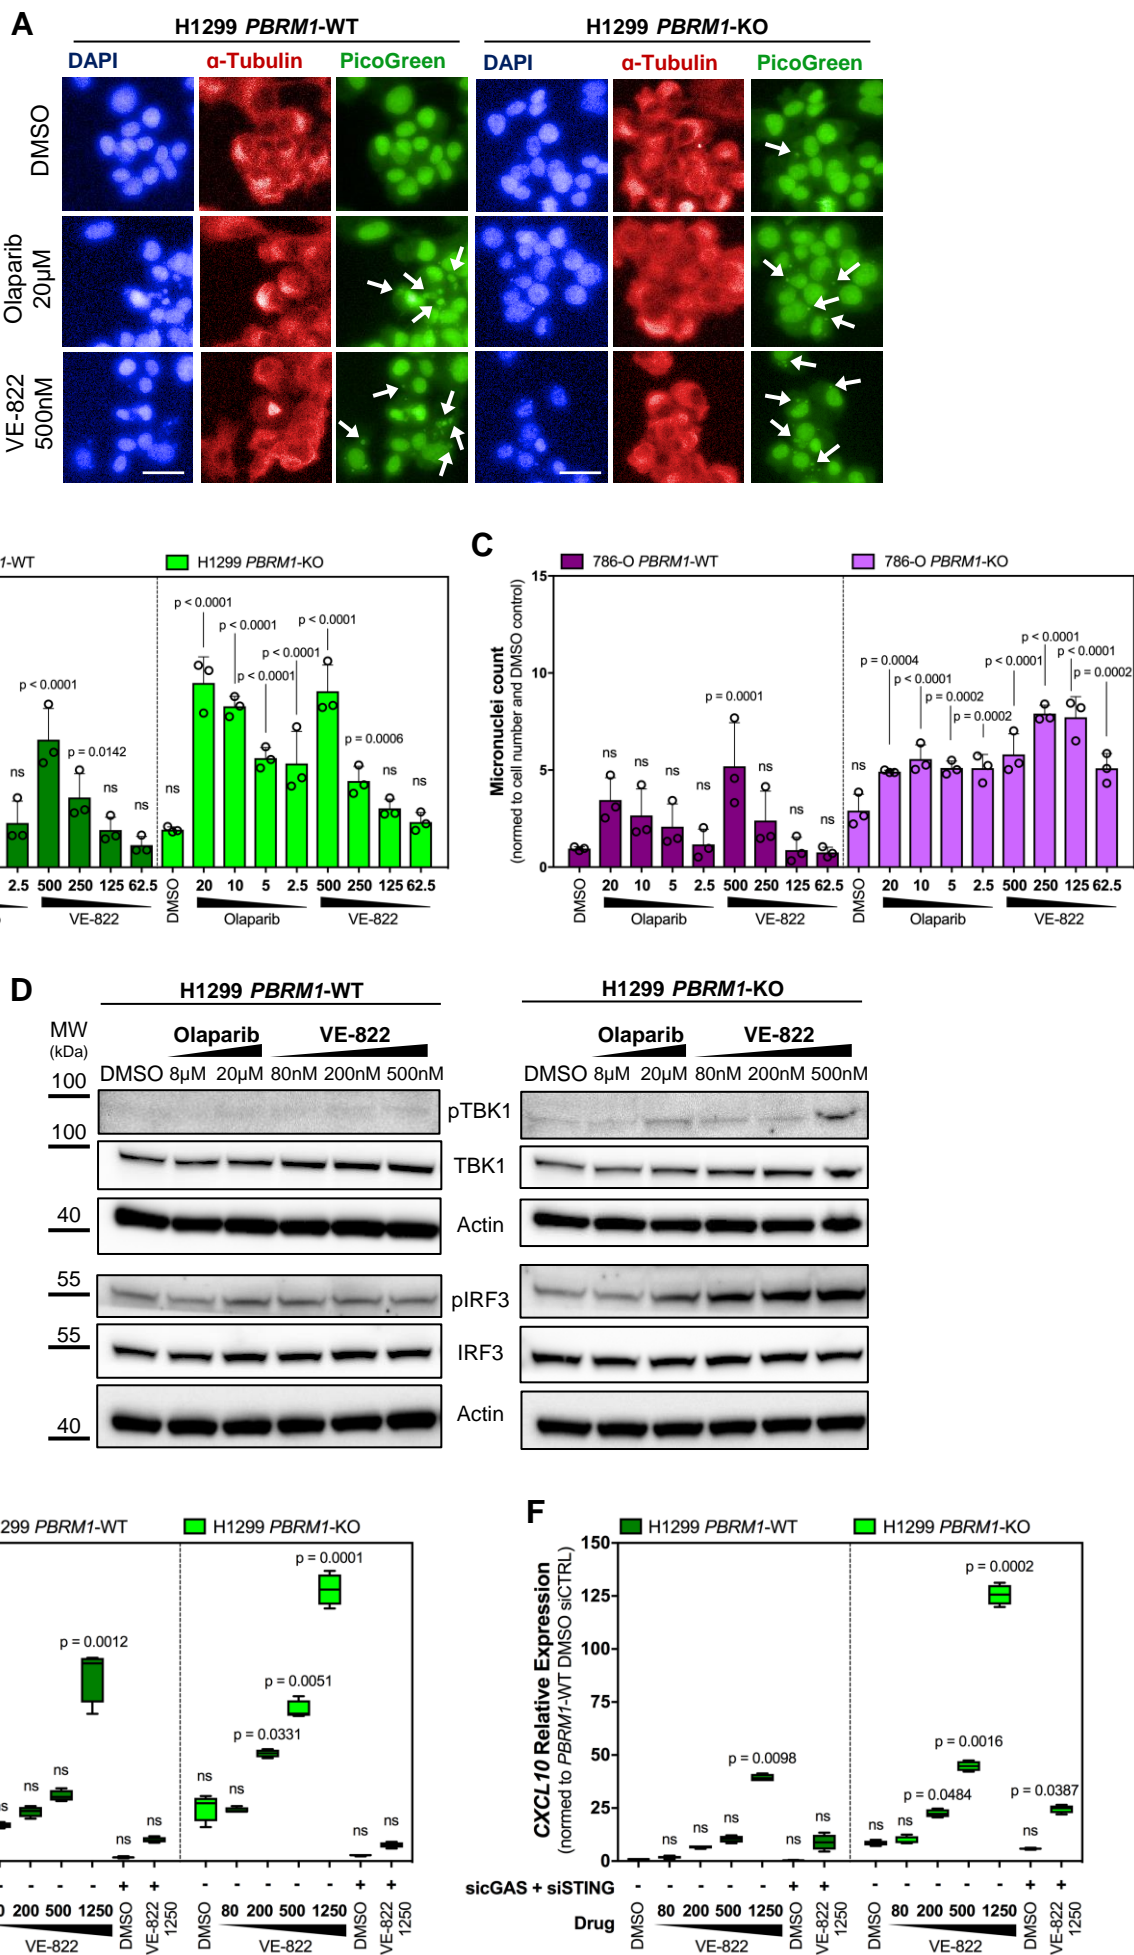 A
H1299 PBRM1-WT
H1299 PBRM1-KO
DAPI
α-Tubulin
PicoGreen
DAPI
α-Tubulin
PicoGreen
DMSO
Olaparib
20µM
VE-822
500nM
1-WT
H1299 PBRM1-KO
p < 0.0001
p < 0.0001
p < 0.0001
p < 0.0001
p < 0.0001
p < 0.0001
p = 0.0142
p = 0.0006
ns
ns
ns
ns
ns
ns
2.5
500
250
125
62.5
DMSO
20
10
5
2.5
500
250
125
62.5
VE-822
Olaparib
VE-822
C
786-O PBRM1-WT
786-O PBRM1-KO
Micronuclei count
(normed to cell number and DMSO control)
15
10
5
0
ns
ns
ns
ns
p = 0.0001
ns
ns
ns
ns
p = 0.0004
p < 0.0001
p = 0.0002
p = 0.0002
p < 0.0001
p < 0.0001
p < 0.0001
p = 0.0002
DMSO
20
10
5
2.5
500
250
125
62.5
DMSO
20
10
5
2.5
500
250
125
62.5
Olaparib
VE-822
Olaparib
VE-822
D
H1299 PBRM1-WT
H1299 PBRM1-KO
MW
(kDa)
Olaparib
VE-822
Olaparib
VE-822
DMSO 8µM 20µM 80nM 200nM 500nM
DMSO 8µM 20µM 80nM 200nM 500nM
100
pTBK1
100
TBK1
40
Actin
55
pIRF3
55
IRF3
40
Actin
299 PBRM1-WT
H1299 PBRM1-KO
ns
ns
p = 0.0012
ns
ns
ns
ns
p = 0.0331
p = 0.0051
p = 0.0001
ns
ns
- - - - + + - - - - - + +
0
200
500
1250
DMSO
VE-822
1250
DMSO
80
200
500
1250
DMSO
VE-822
1250
VE-822
VE-822
F
H1299 PBRM1-WT
H1299 PBRM1-KO
CXCL10 Relative Expression
(normed to PBRM1-WT DMSO siCTRL)
150
125
100
75
50
25
0
ns
ns
ns
p = 0.0098
ns
ns
ns
ns
p = 0.0484
p = 0.0016
p = 0.0002
ns
p = 0.0387
sicGAS + siSTING
- - - - - + + - - - - - + +
Drug
DMSO
80
200
500
1250
DMSO
VE-822
1250
DMSO
80
200
500
1250
DMSO
VE-822
1250
VE-822
VE-822